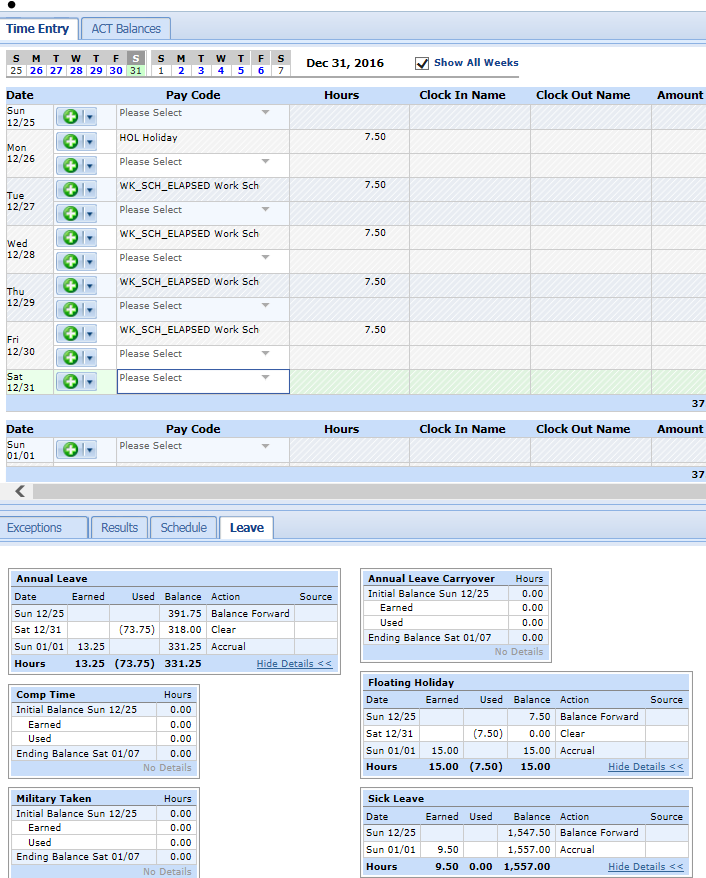 Time Entry ACT Balances
S M T W T F S S M T W T F S
25 26 27 28 29 30 31 1 2 3 4 5 6 7
Dec 31, 2016 Show All Weeks
Date Pay Code Hours Clock In Name Clock Out Name Amount
Sun 12/25 Please Select
Mon 12/26 HOL Holiday 7.50
Please Select
Tue 12/27 WK_SCH_ELAPSED Work Sch 7.50
Please Select
Wed 12/28 WK_SCH_ELAPSED Work Sch 7.50
Please Select
Thu 12/29 WK_SCH_ELAPSED Work Sch 7.50
Please Select
Fri 12/30 WK_SCH_ELAPSED Work Sch 7.50
Please Select
Sat 12/31 Please Select
37
Date Pay Code Hours Clock In Name Clock Out Name Amount
Sun 01/01 Please Select
37
Exceptions Results Schedule Leave
Annual Leave
Date Earned Used Balance Action Source
Sun 12/25 391.75 Balance Forward
Sat 12/31 (73.75) 318.00 Clear
Sun 01/01 13.25 331.25 Accrual
Hours 13.25 (73.75) 331.25 Hide Details <<
Annual Leave Carryover Hours
Initial Balance Sun 12/25 0.00
Earned 0.00
Used 0.00
Ending Balance Sat 01/07 0.00
No Details
Comp Time Hours
Initial Balance Sun 12/25 0.00
Earned 0.00
Used 0.00
Ending Balance Sat 01/07 0.00
No Details
Floating Holiday
Date Earned Used Balance Action Source
Sun 12/25 7.50 Balance Forward
Sat 12/31 (7.50) 0.00 Clear
Sun 01/01 15.00 15.00 Accrual
Hours 15.00 (7.50) 15.00 Hide Details <<
Military Taken Hours
Initial Balance Sun 12/25 0.00
Earned 0.00
Used 0.00
Ending Balance Sat 01/07 0.00
No Details
Sick Leave
Date Earned Used Balance Action Source
Sun 12/25 1,547.50 Balance Forward
Sun 01/01 9.50 1,557.00 Accrual
Hours 9.50 0.00 1,557.00 Hide Details <<